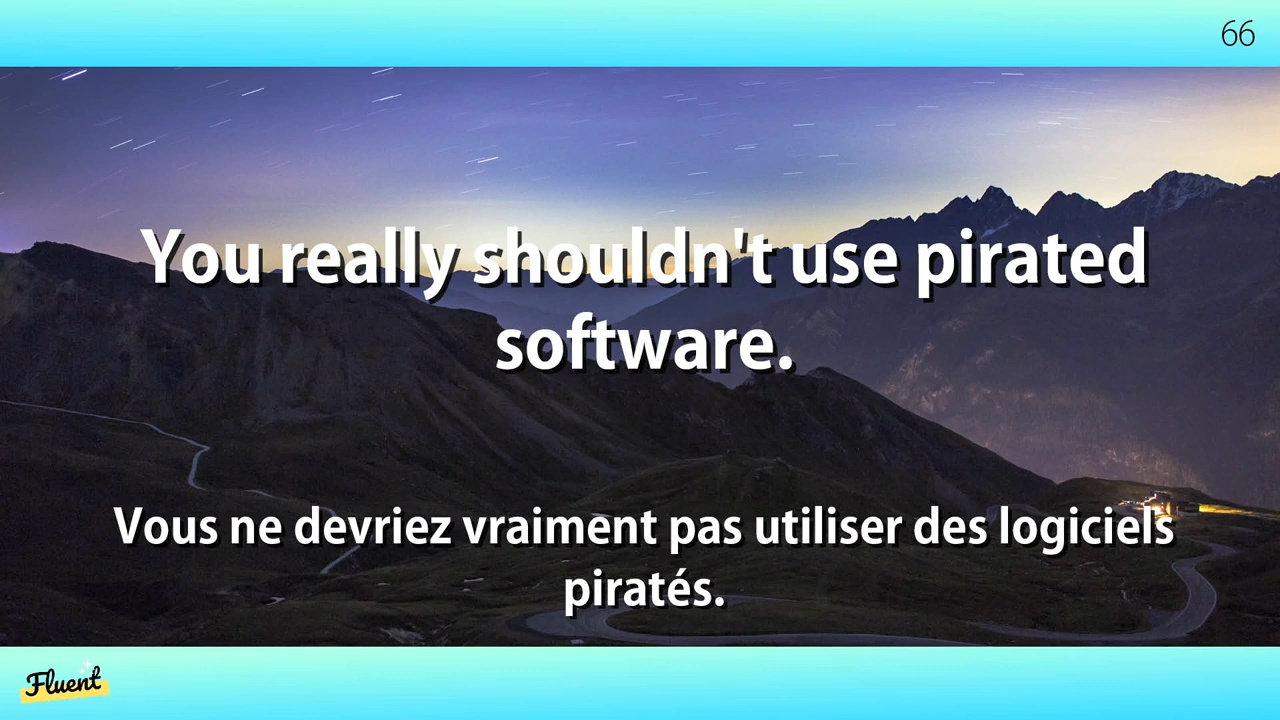 66
You really shouldn't use pirated
software.
Vous ne devriez vraiment pas utiliser des logiciels
piratés.
Fluent